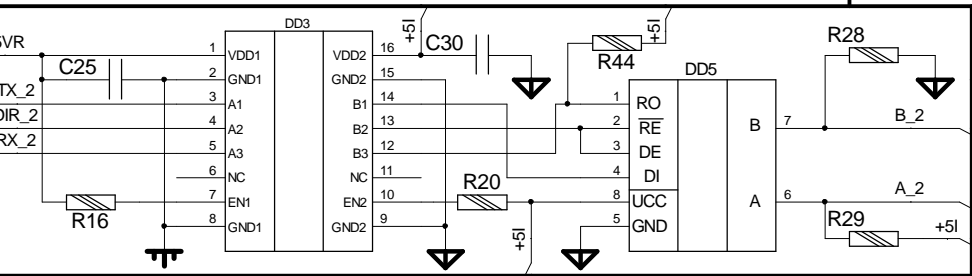 DD3
+5I
+5I
R28
C30
R44
DD5
C25
1 VDD1 VDD2 16
2 GND1 GND2 15
TX_2 3 A1 B1 14
DIR_2 4 A2 B2 13
RX_2 5 A3 B3 12
6 NC NC 11
7 EN1 EN2 10
8 GND1 GND2 9
R16
R20
+5I
1 RO
2 RE
3 DE
4 DI
8 UCC
5 GND
B 7
A 6
B_2
A_2
R29
+5I